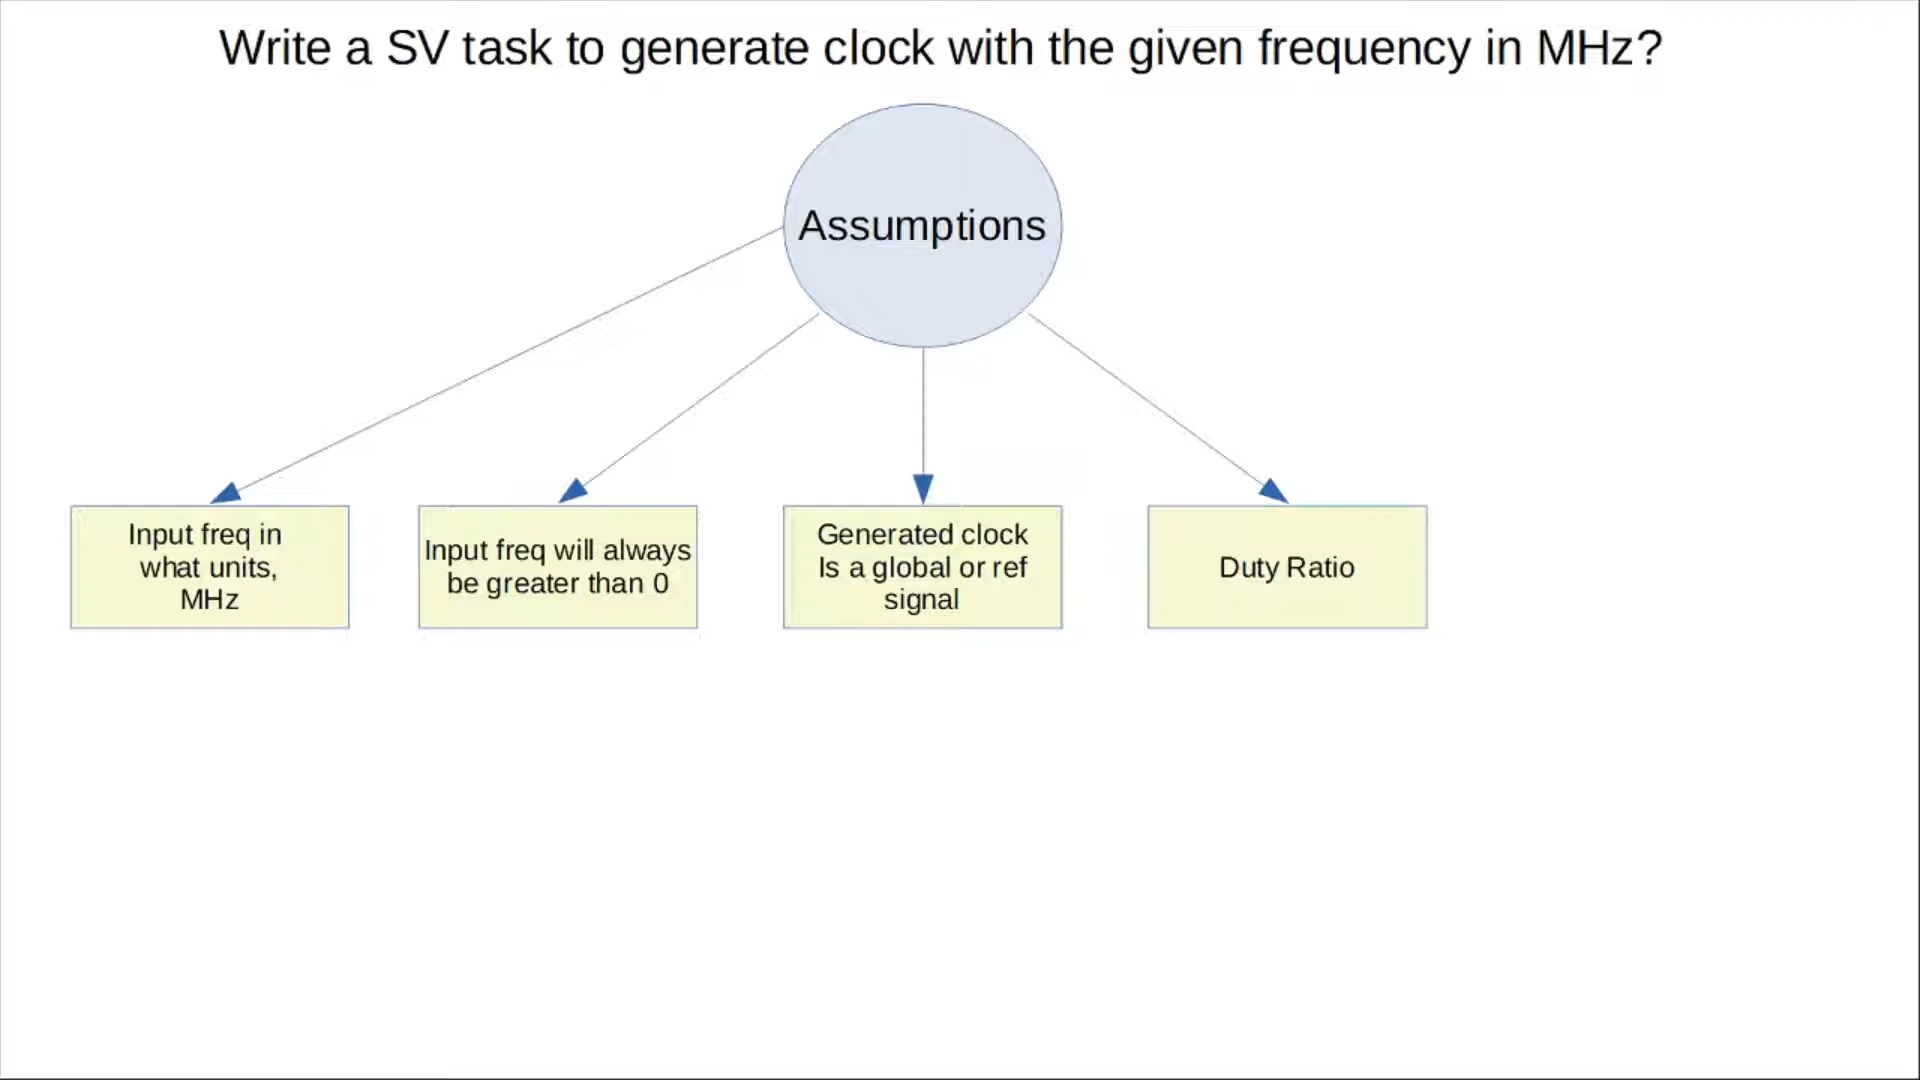 Write a SV task to generate clock with the given frequency in MHz?
Assumptions
Input freq in
what units,
MHz
Input freq will always
be greater than 0
Generated clock
Is a global or ref
signal
Duty Ratio